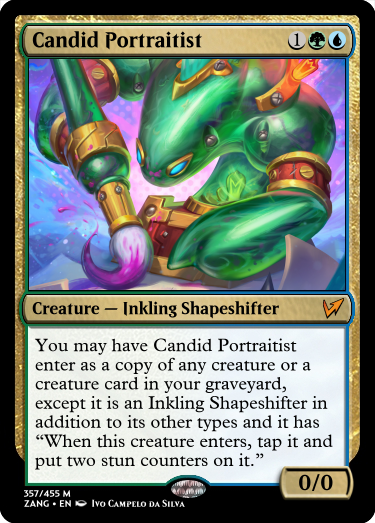 Candid Portraitist 1
Creature — Inkling Shapeshifter
You may have Candid Portraitist
enter as a copy of any creature or a
creature card in your graveyard,
except it is an Inkling Shapeshifter in
addition to its other types and it has
“When this creature enters, tap it and
put two stun counters on it.”
0/0
357/455 M
ZANG • EN Ivo Campelo da Silva